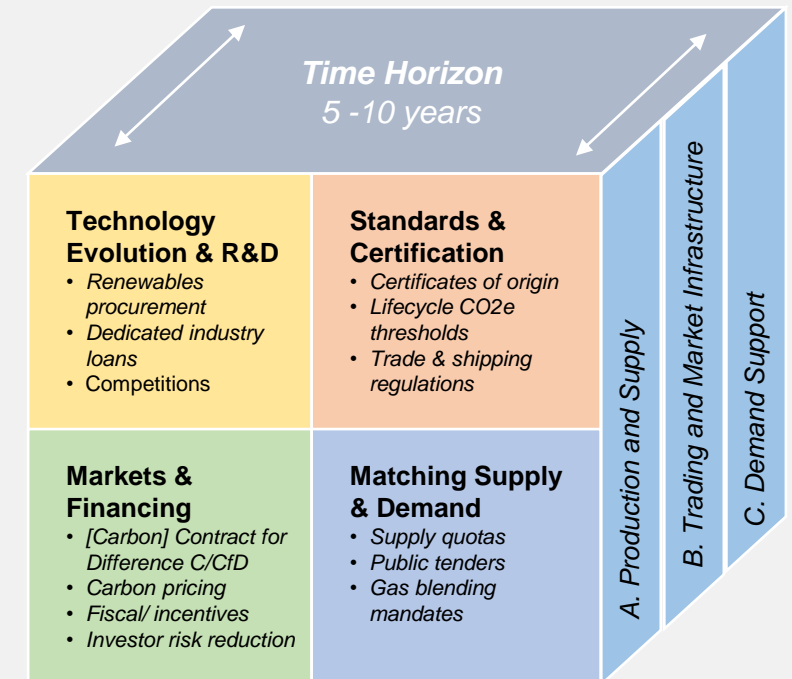 Time Horizon
5 -10 years
Technology
Evolution & R&D
• Renewables
procurement
• Dedicated industry
loans
• Competitions
Standards &
Certification
• Certificates of origin
• Lifecycle CO2e
thresholds
• Trade & shipping
regulations
Markets &
Financing
• [Carbon] Contract for
Difference C/CfD
• Carbon pricing
• Fiscal/ incentives
• Investor risk reduction
Matching Supply
& Demand
• Supply quotas
• Public tenders
• Gas blending
mandates
A. Production and Supply
B. Trading and Market Infrastructure
C. Demand Support